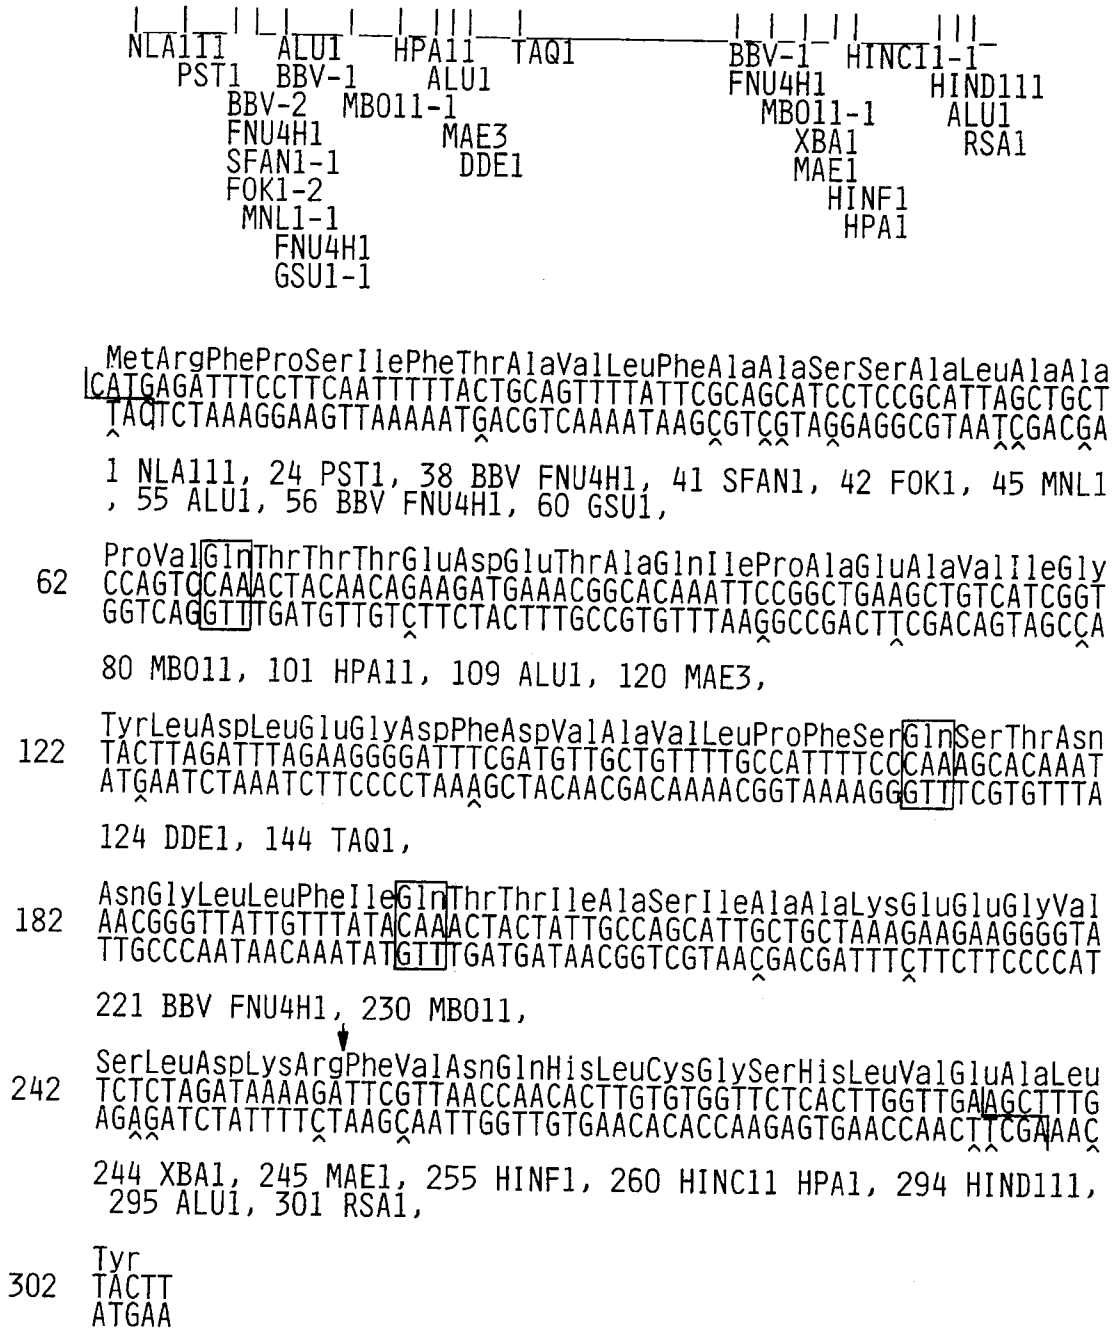 NLA111 ALU1 HPA11 TAQ1 BBV-1 HINC11-1
PST1 BBV-1 ALU1 FNU4H1 HIND111
BBV-2 MBO11-1 MBO11-1 ALU1
FNU4H1 MAE3 XBA1 RSA1
SFAN1-1 DDE1 MAE1
FOK1-2 HINF1
MNL1-1 HPA1
FNU4H1
GSU1-1
MetArgPheProSerIlePheThrAlaValLeuPheAlaAlaSerSerAlaLeuAlaAla
CATGAGATTTCCTTCAATTTTTACTGCAGTTTTATTCGCAGCATCCTCCGCATTAGCTGCT
TACTCTAAAGGAAGTTAAAAATGACGTCAAAATAAGCGTCGTAGGAGGCGTAATCGACGA
1 NLA111, 24 PST1, 38 BBV FNU4H1, 41 SFAN1, 42 FOK1, 45 MNL1
, 55 ALU1, 56 BBV FNU4H1, 60 GSU1,
ProValGlnThrThrThrGluAspGluThrAlaGlnIleProAlaGluAlaValIleGly
62 CCAGTCCAAACTACAACAGAAGATGAAACGGCACAAATTCCGGCTGAAGCTGTCATCGGT
GGTCAGGTTTGATGTTGTCTTCTACTTTGCCGTGTTTAAGGCCGACTTCGACAGTAGCCA
80 MBO11, 101 HPA11, 109 ALU1, 120 MAE3,
TyrLeuAspLeuGluGlyAspPheAspValAlaValLeuProPheSerGlnSerThrAsn
122 TACTTAGATTTAGAAGGGGATTTCGATGTTGCTGTTTTGCCATTTTCCCAAAGCACAAAT
ATGAATCTAAATCTTCCCCTAAAGCTACAACGACAAAACGGTAAAAGGGTTTCGTGTTTA
124 DDE1, 144 TAQ1,
AsnGlyLeuLeuPheIleGlnThrThrIleAlaSerIleAlaAlaLysGluGluGlyVal
182 AACGGGTTATTGTTTATACAAACTACTATTGCCAGCATTGCTGCTAAAGAAGAAGGGGTA
TTGCCCAATAACAAATATGTTTGATGATAACGGTCGTAACGACGATTTCTTCTTCCCCAT
221 BBV FNU4H1, 230 MBO11,
SerLeuAspLysArgPheValAsnGlnHisLeuCysGlySerHisLeuValGluAlaLeu
242 TCTCTAGATAAAAGATTCGTTAACCAACACTTGTGTGGTTCTCACTTGGTTGAAGCTTTG
AGAGATCTATTTTCTAAGCAATTGGTTGTGAACACACCAAGAGTGAACCAACTTCGAAAC
244 XBA1, 245 MAE1, 255 HINF1, 260 HINC11 HPA1, 294 HIND111,
295 ALU1, 301 RSA1,
Tyr
302 TACTT
ATGAA